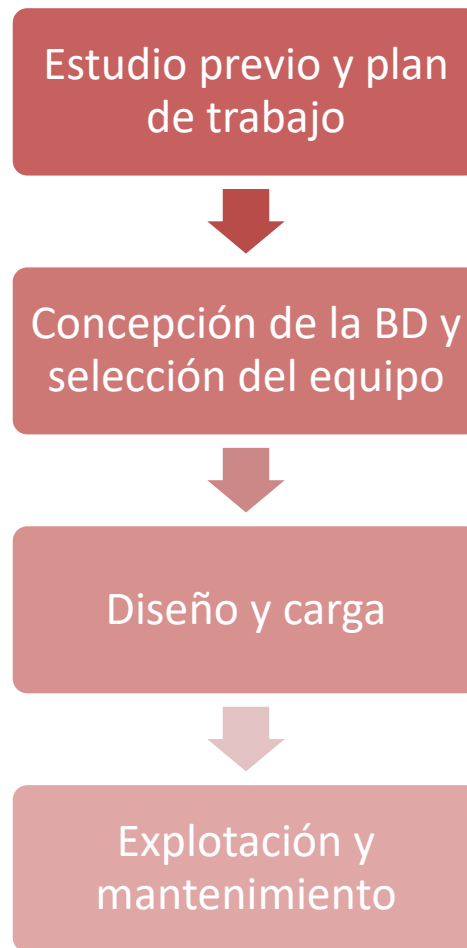 Estudio previo y plan
de trabajo
Concepción de la BD y
selección del equipo
Diseño y carga
Explotación y
mantenimiento